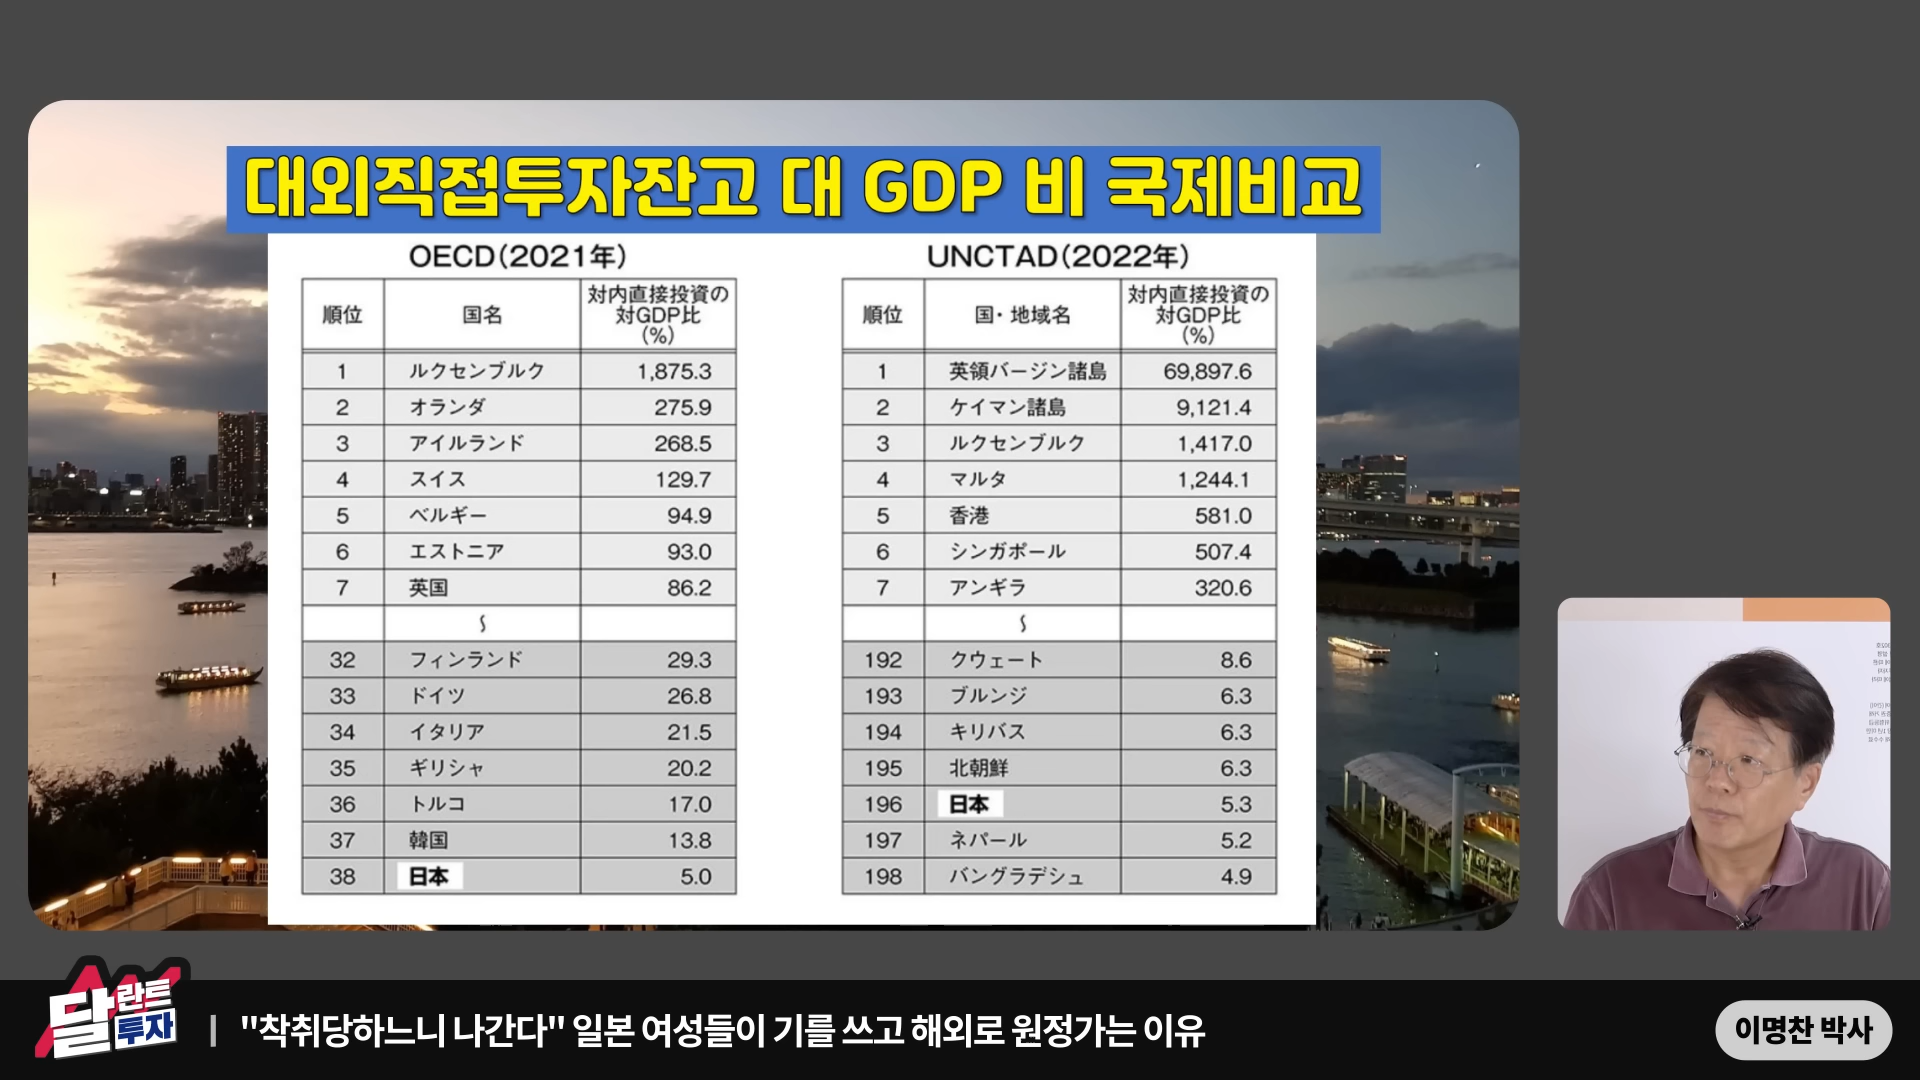 대외직접투자잔고 대 GDP 비 국제비교
OECD(2021年)
順位 国名 対内直接投資の対GDP比(%)
1 ルクセンブルク 1,875.3
2 オランダ 275.9
3 アイルランド 268.5
4 スイス 129.7
5 ベルギー 94.9
6 エストニア 93.0
7 英国 86.2
〜
32 フィンランド 29.3
33 ドイツ 26.8
34 イタリア 21.5
35 ギリシャ 20.2
36 トルコ 17.0
37 韓国 13.8
38 日本 5.0
UNCTAD(2022年)
順位 国・地域名 対内直接投資の対GDP比(%)
1 英領バージン諸島 69,897.6
2 ケイマン諸島 9,121.4
3 ルクセンブルク 1,417.0
4 マルタ 1,244.1
5 香港 581.0
6 シンガポール 507.4
7 アンギラ 320.6
〜
192 クウェート 8.6
193 ブルンジ 6.3
194 キリバス 6.3
195 北朝鮮 6.3
196 日本 5.3
197 ネパール 5.2
198 バングラデシュ 4.9
달란트투자
"착취당하느니 나간다" 일본 여성들이 기를 쓰고 해외로 원정가는 이유
이명찬 박사